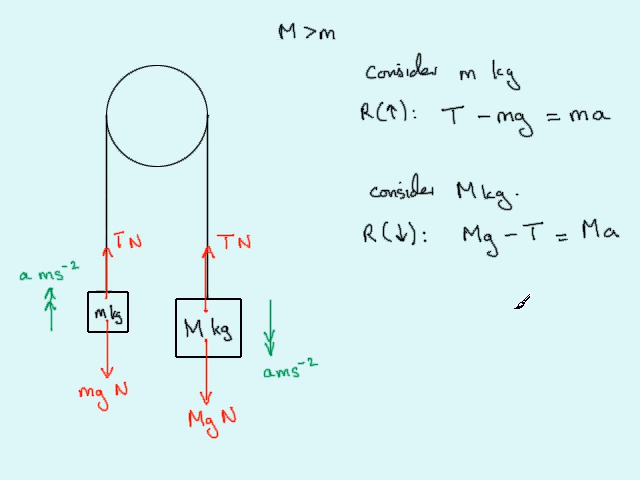 M > m
consider m kg
R(↑): T - mg = ma
consider M kg.
R(↓): Mg - T = Ma
T N
T N
a ms⁻²
m kg
M kg
a ms⁻²
mg N
Mg N